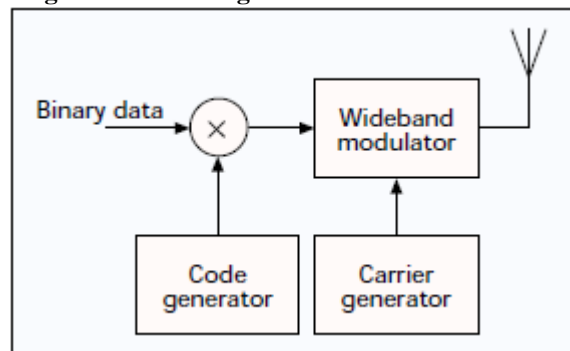 Binary data
×
Wideband
modulator
Code
generator
Carrier
generator